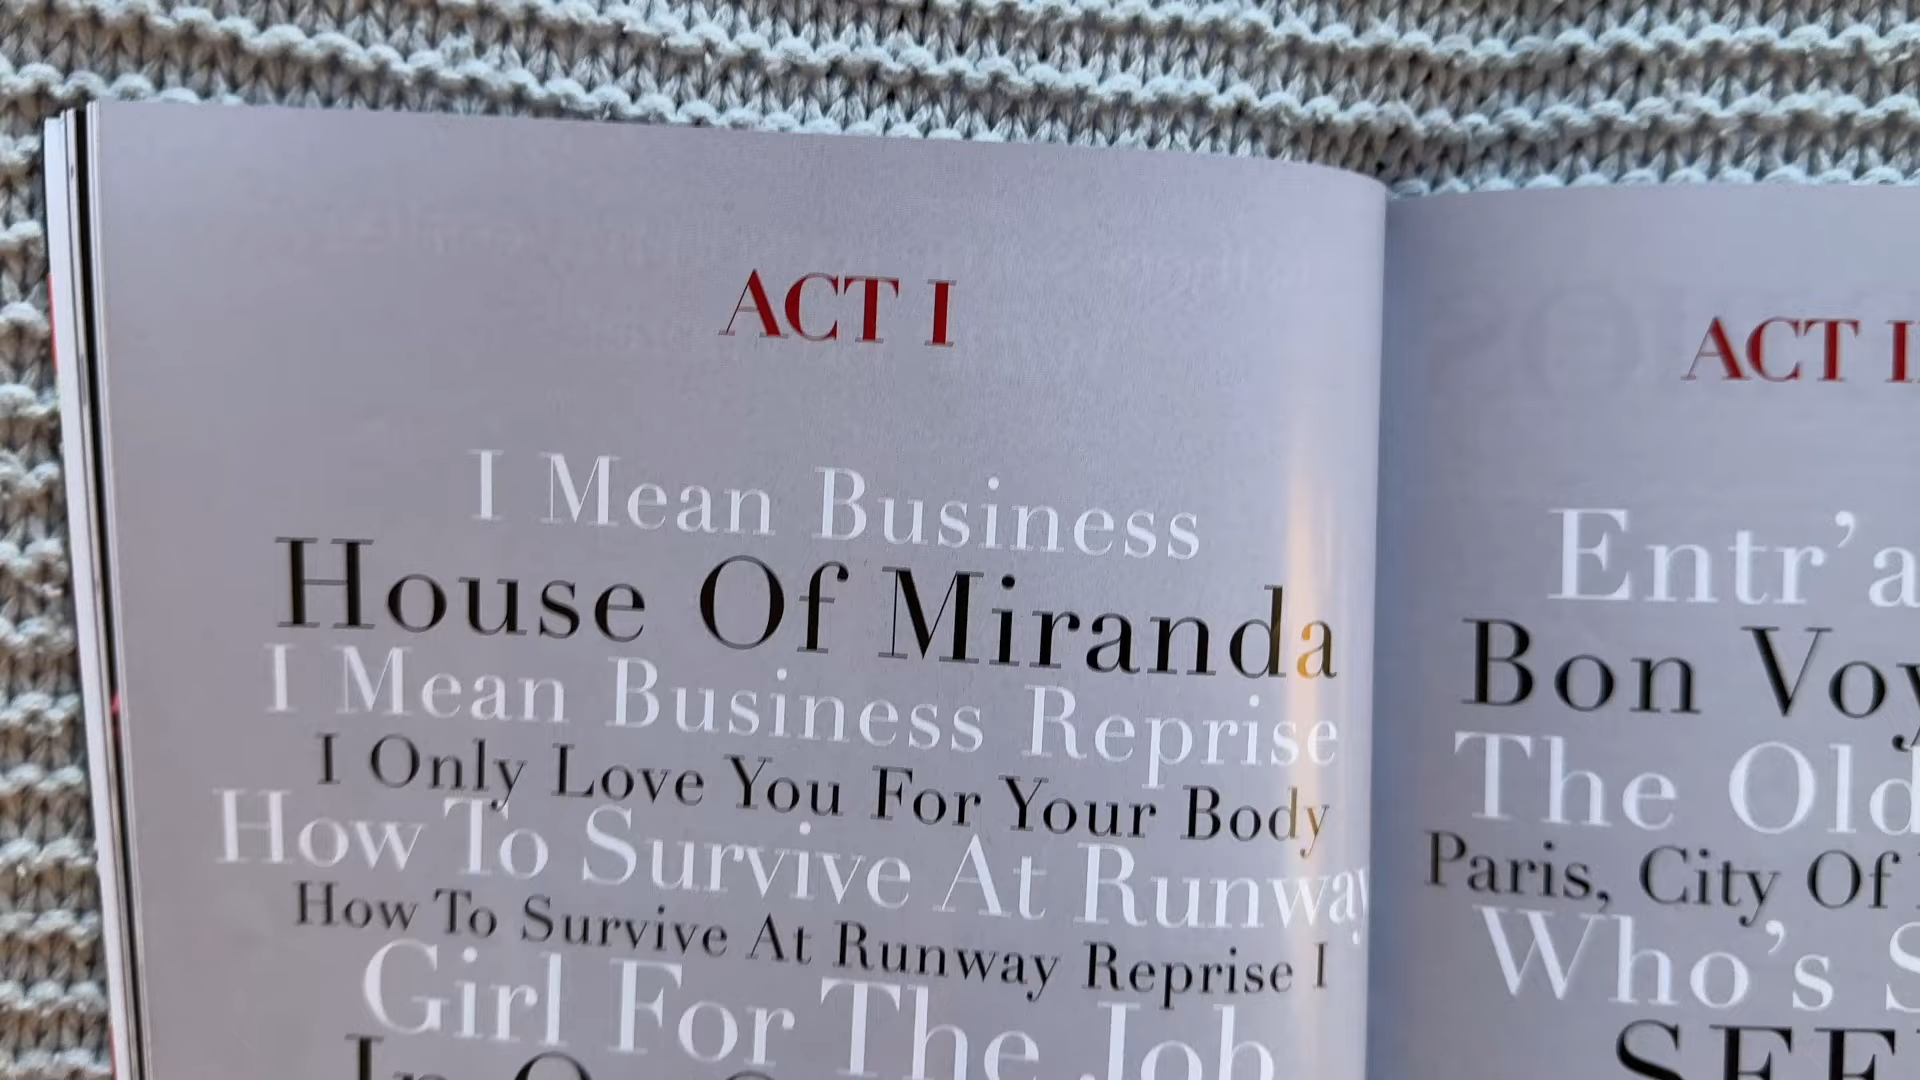 ACT I
I Mean Business
House Of Miranda
I Mean Business Reprise
I Only Love You For Your Body
How To Survive At Runway
How To Survive At Runway Reprise I
Girl For The Job
ACT
Bon
The Old
Paris, City Of
Who's